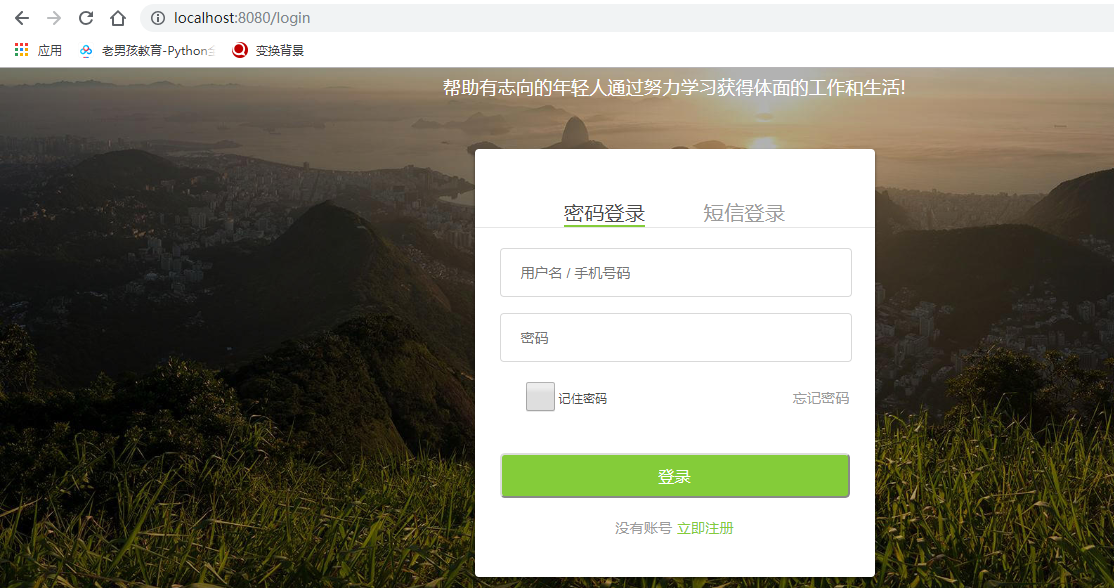 localhost:8080/login
应用 老男孩教育-Python 变换背景
帮助有志向的年轻人通过努力学习获得体面的工作和生活!
密码登录 短信登录
用户名 / 手机号码
密码
记住密码 忘记密码
登录
没有账号 立即注册